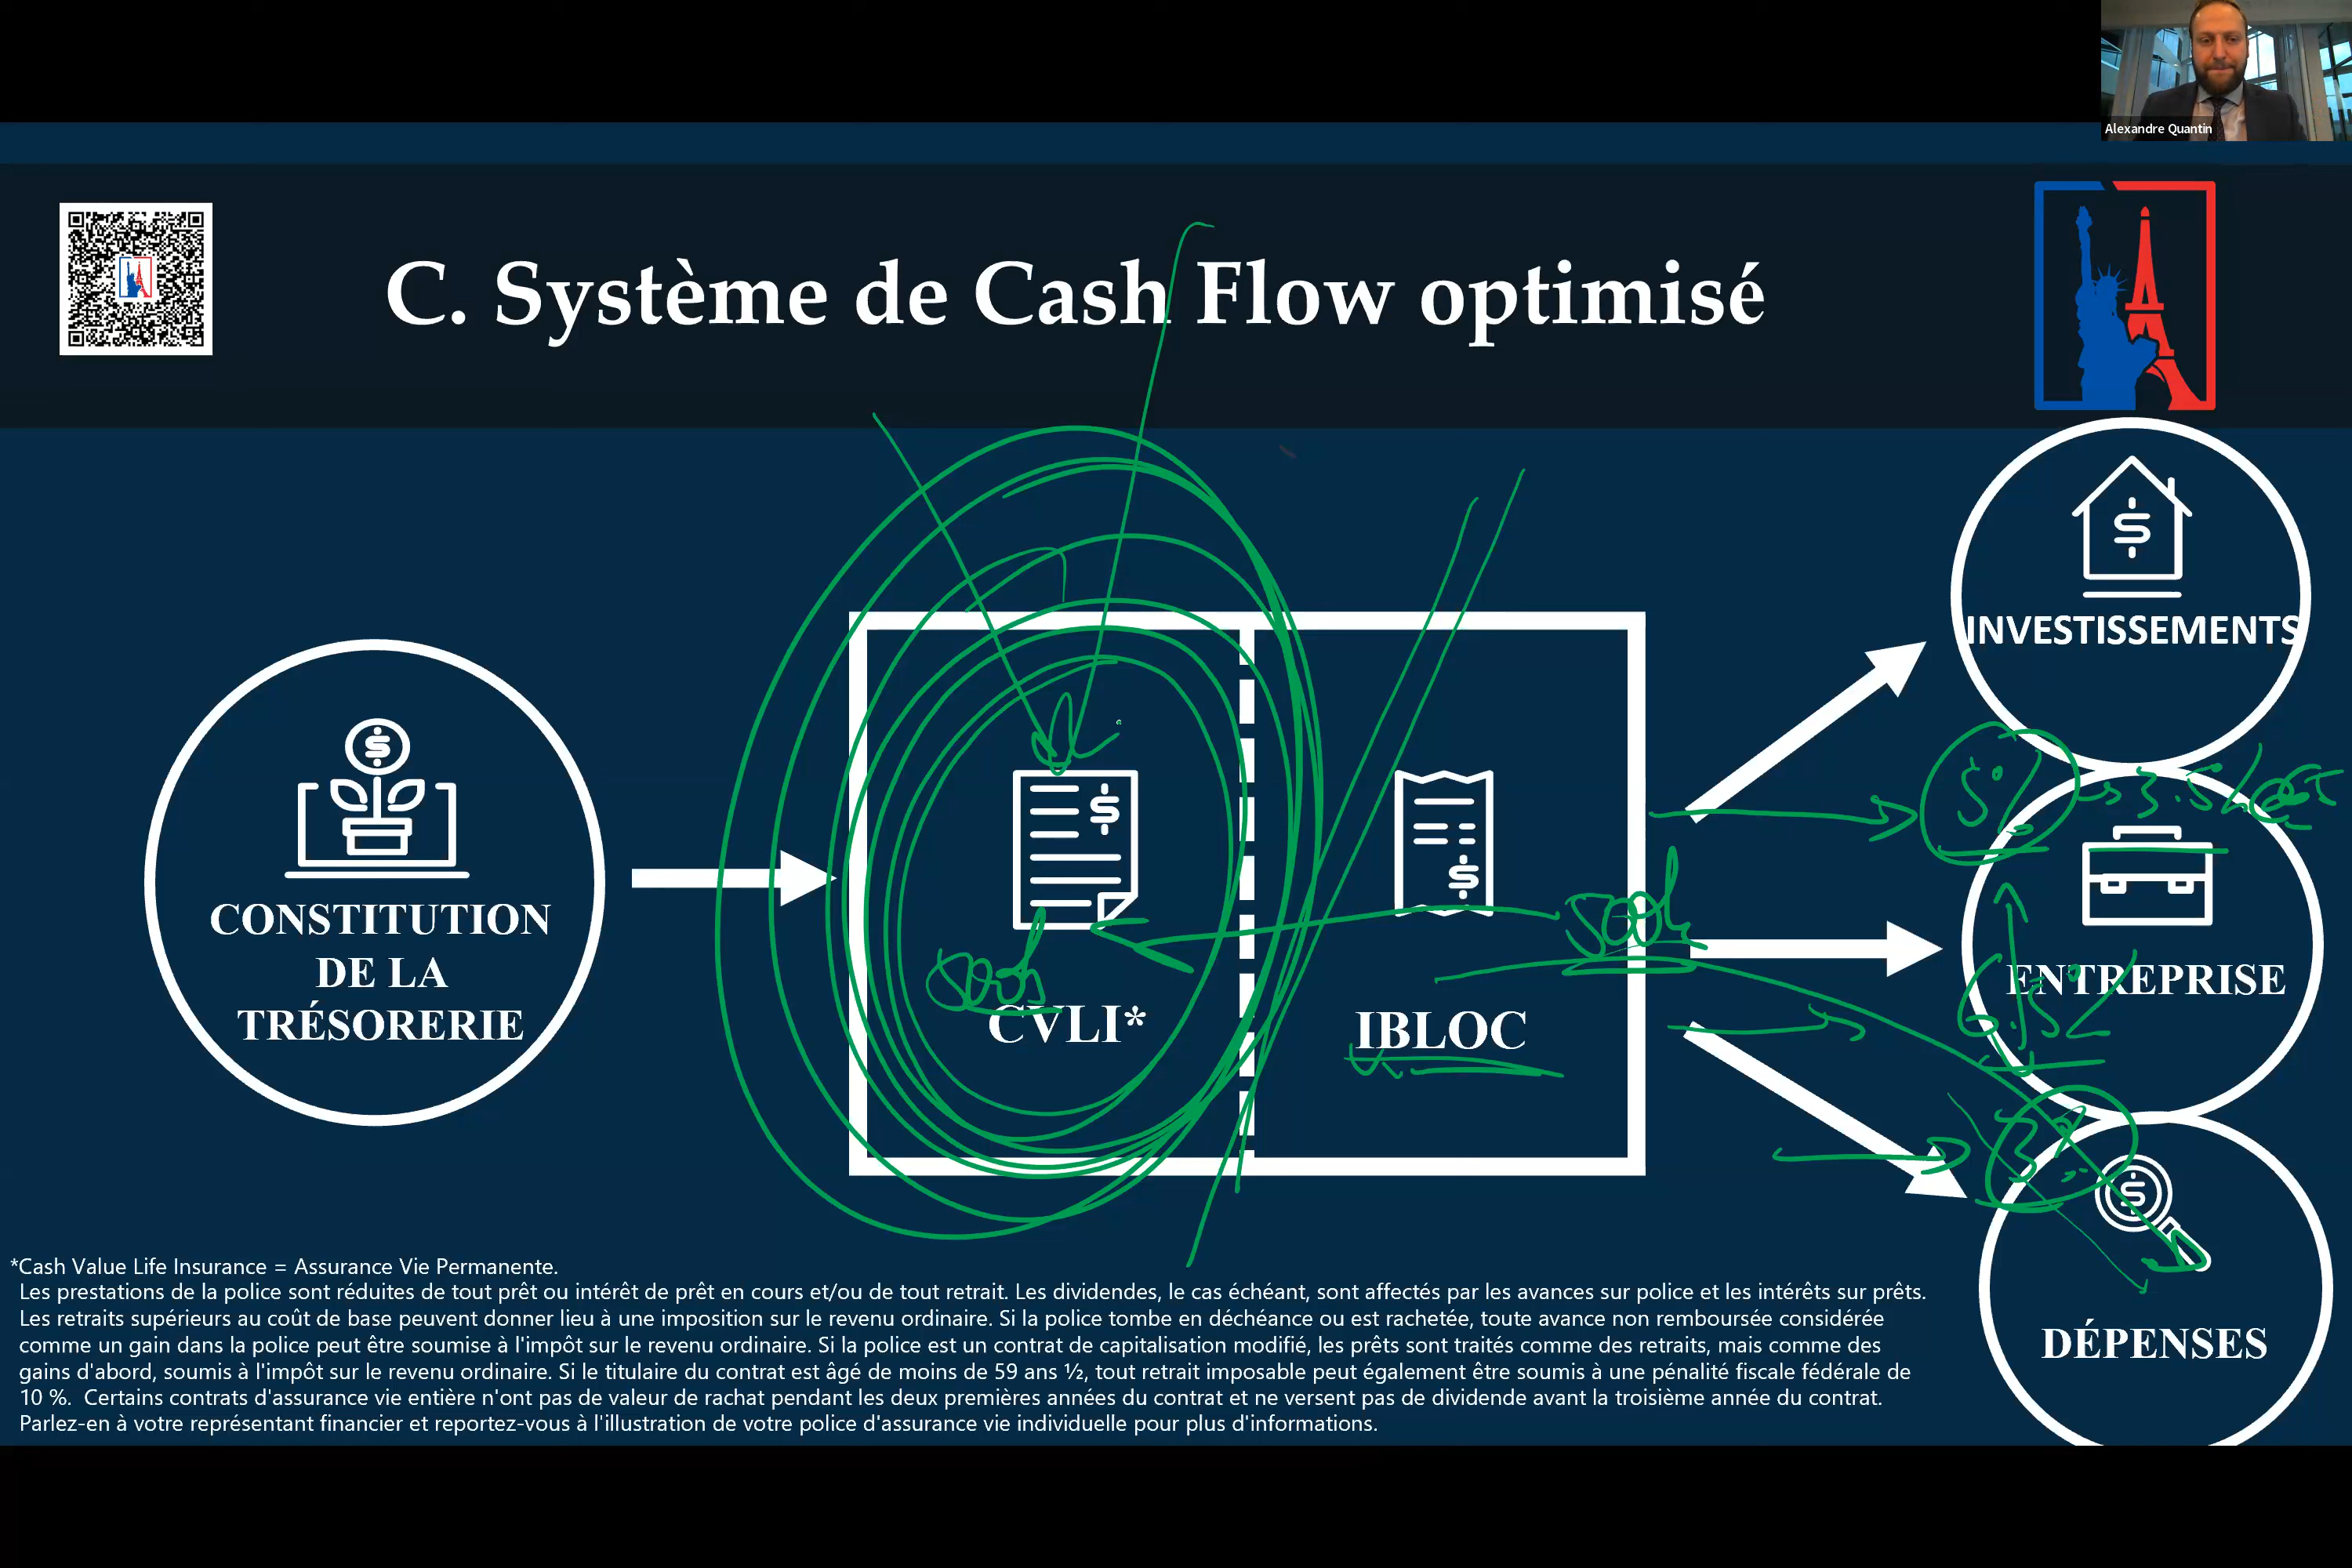 Alexandre Quantin
C. Système de Cash Flow optimisé
INVESTISSEMENTS
5%
ENTREPRISE
3%
DÉPENSES
CONSTITUTION
DE LA
TRÉSORERIE
500k
CVLI*
IBLOC
*Cash Value Life Insurance = Assurance Vie Permanente.
Les prestations de la police sont réduites de tout prêt ou intérêt de prêt en cours et/ou de tout retrait. Les dividendes, le cas échéant, sont affectés par les avances sur police et les intérêts sur prêts.
Les retraits supérieurs au coût de base peuvent donner lieu à une imposition sur le revenu ordinaire. Si la police tombe en déchéance ou est rachetée, toute avance non remboursée considérée
comme un gain dans la police peut être soumise à l'impôt sur le revenu ordinaire. Si la police est un contrat de capitalisation modifié, les prêts sont traités comme des retraits, mais comme des
gains d'abord, soumis à l'impôt sur le revenu ordinaire. Si le titulaire du contrat est âgé de moins de 59 ans ½, tout retrait imposable peut également être soumis à une pénalité fiscale fédérale de
10 %. Certains contrats d'assurance vie entière n'ont pas de valeur de rachat pendant les deux premières années du contrat et ne versent pas de dividende avant la troisième année du contrat.
Parlez-en à votre représentant financier et reportez-vous à l'illustration de votre police d'assurance vie individuelle pour plus d'informations.